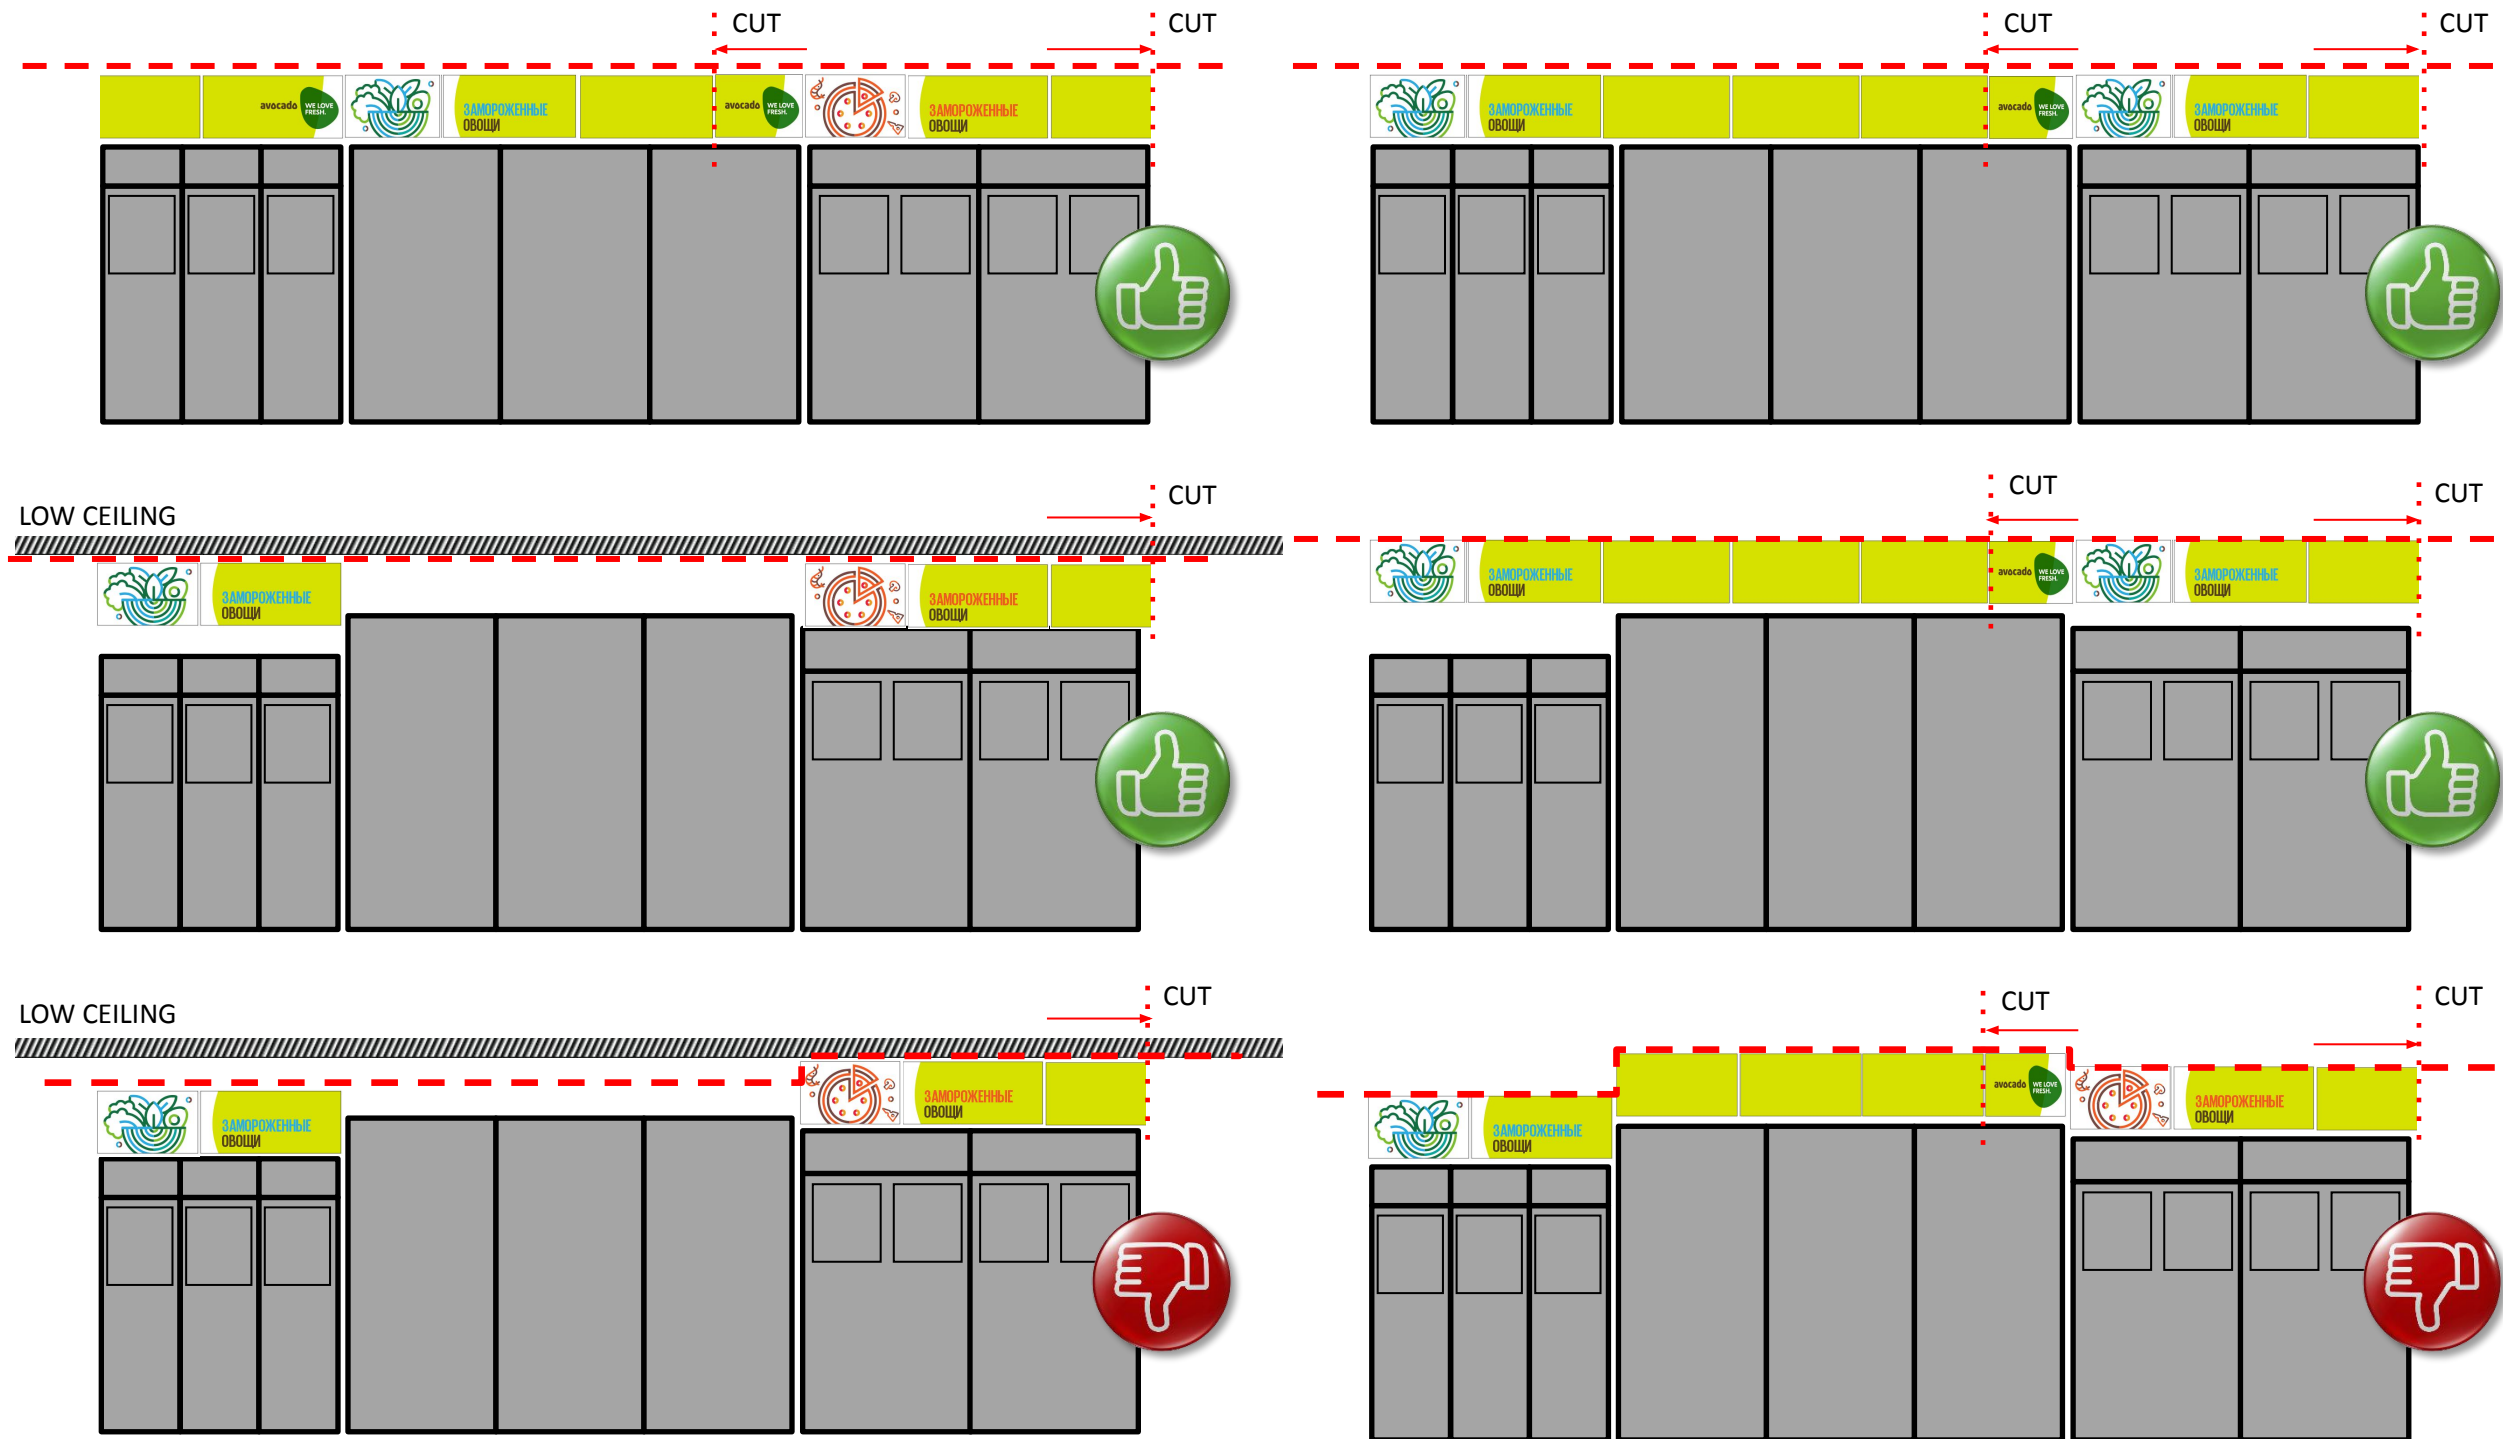 CUT
CUT
CUT
CUT
avocado
WE LOVE
FRESH.
ЗАМОРОЖЕННЫЕ
ОВОЩИ
avocado
WE LOVE
FRESH.
ЗАМОРОЖЕННЫЕ
ОВОЩИ
ЗАМОРОЖЕННЫЕ
ОВОЩИ
avocado
WE LOVE
FRESH.
ЗАМОРОЖЕННЫЕ
ОВОЩИ
LOW CEILING
CUT
CUT
CUT
ЗАМОРОЖЕННЫЕ
ОВОЩИ
ЗАМОРОЖЕННЫЕ
ОВОЩИ
ЗАМОРОЖЕННЫЕ
ОВОЩИ
avocado
WE LOVE
FRESH.
ЗАМОРОЖЕННЫЕ
ОВОЩИ
LOW CEILING
CUT
CUT
CUT
ЗАМОРОЖЕННЫЕ
ОВОЩИ
ЗАМОРОЖЕННЫЕ
ОВОЩИ
ЗАМОРОЖЕННЫЕ
ОВОЩИ
avocado
WE LOVE
FRESH.
ЗАМОРОЖЕННЫЕ
ОВОЩИ